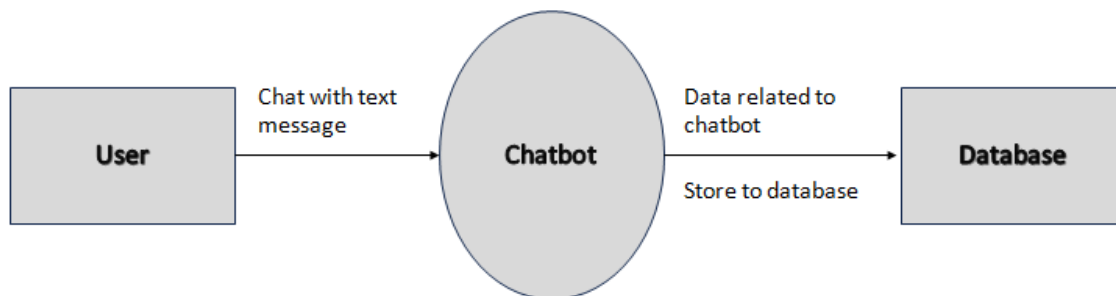 User
Chat with text
message
Chatbot
Data related to
chatbot
Store to database
Database